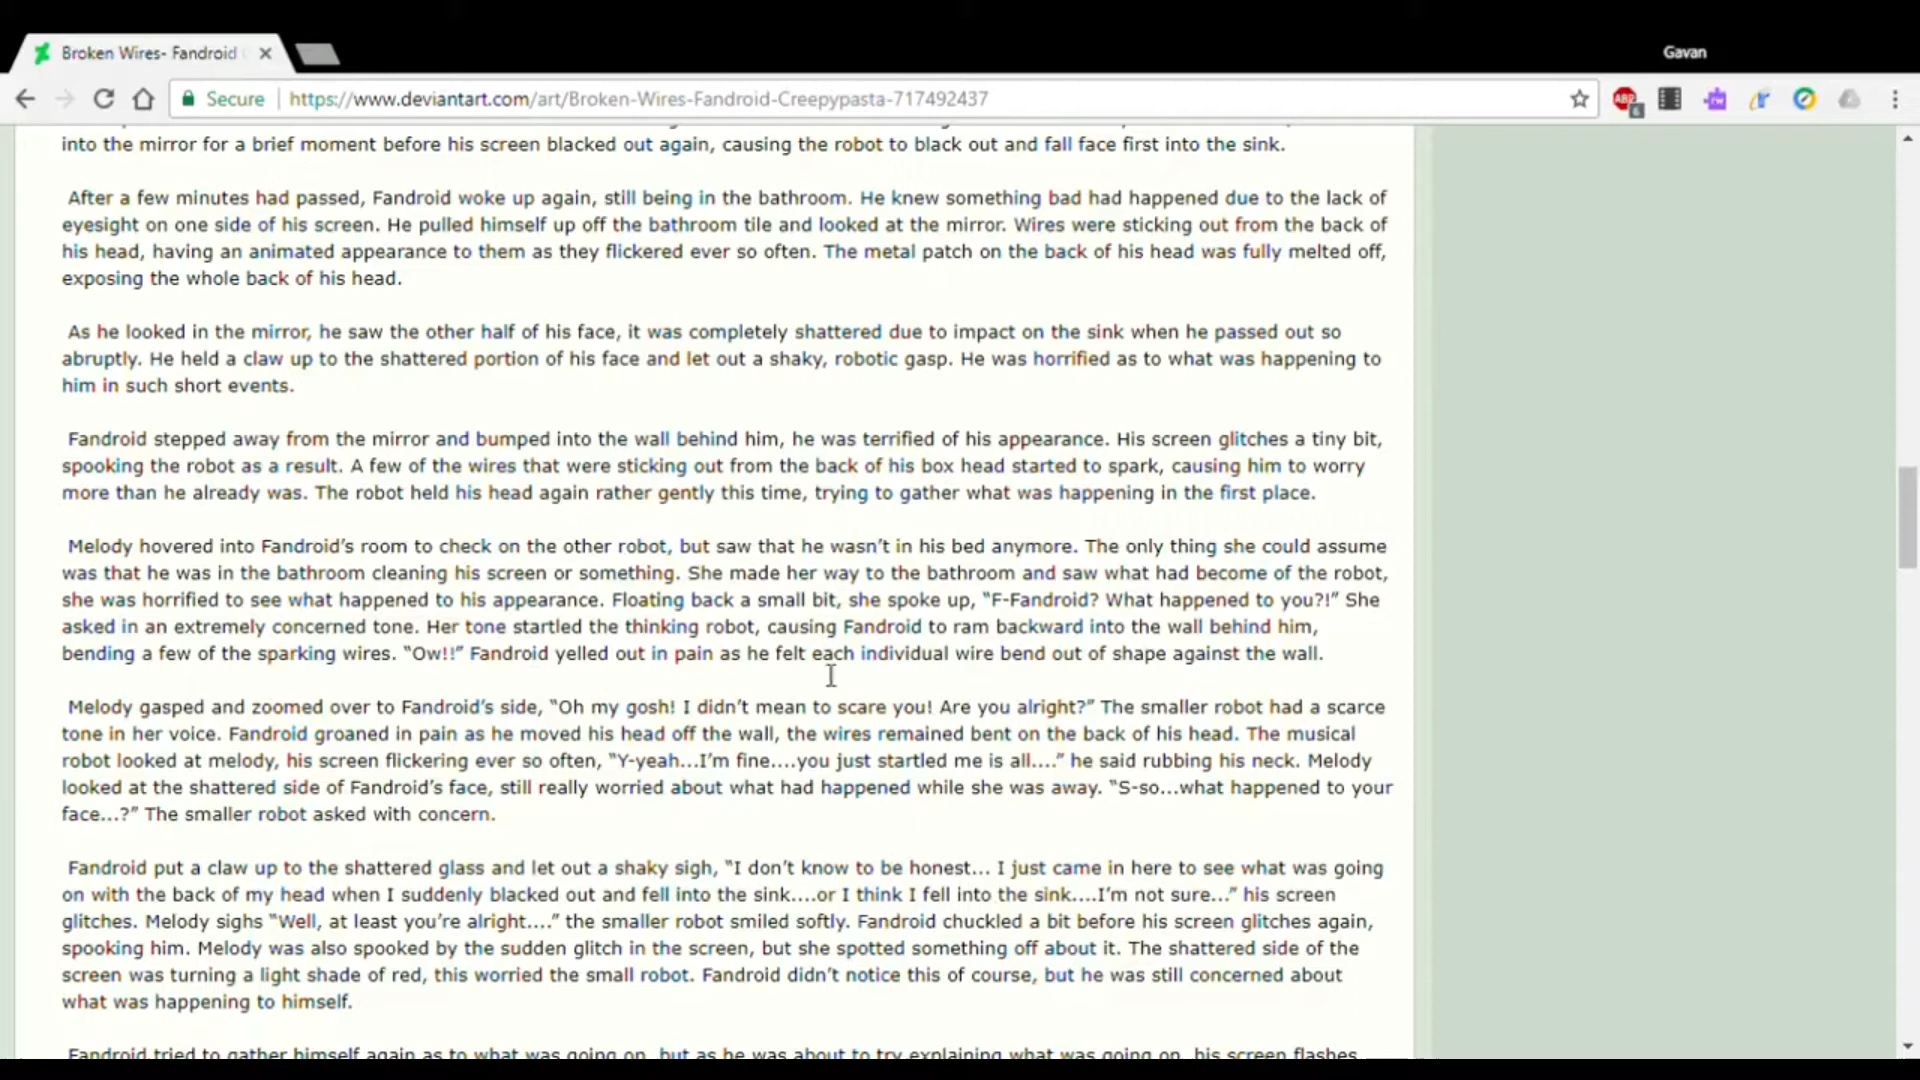 Broken Wires- Fandroid
Gavan
Secure https://www.deviantart.com/art/Broken-Wires-Fandroid-Creepypasta-717492437
ABP
6
into the mirror for a brief moment before his screen blacked out again, causing the robot to black out and fall face first into the sink.
After a few minutes had passed, Fandroid woke up again, still being in the bathroom. He knew something bad had happened due to the lack of
eyesight on one side of his screen. He pulled himself up off the bathroom tile and looked at the mirror. Wires were sticking out from the back of
his head, having an animated appearance to them as they flickered ever so often. The metal patch on the back of his head was fully melted off,
exposing the whole back of his head.
As he looked in the mirror, he saw the other half of his face, it was completely shattered due to impact on the sink when he passed out so
abruptly. He held a claw up to the shattered portion of his face and let out a shaky, robotic gasp. He was horrified as to what was happening to
him in such short events.
Fandroid stepped away from the mirror and bumped into the wall behind him, he was terrified of his appearance. His screen glitches a tiny bit,
spooking the robot as a result. A few of the wires that were sticking out from the back of his box head started to spark, causing him to worry
more than he already was. The robot held his head again rather gently this time, trying to gather what was happening in the first place.
Melody hovered into Fandroid’s room to check on the other robot, but saw that he wasn’t in his bed anymore. The only thing she could assume
was that he was in the bathroom cleaning his screen or something. She made her way to the bathroom and saw what had become of the robot,
she was horrified to see what happened to his appearance. Floating back a small bit, she spoke up, “F-Fandroid? What happened to you?!” She
asked in an extremely concerned tone. Her tone startled the thinking robot, causing Fandroid to ram backward into the wall behind him,
bending a few of the sparking wires. “Ow!!” Fandroid yelled out in pain as he felt each individual wire bend out of shape against the wall.
Melody gasped and zoomed over to Fandroid’s side, “Oh my gosh! I didn’t mean to scare you! Are you alright?” The smaller robot had a scarce
tone in her voice. Fandroid groaned in pain as he moved his head off the wall, the wires remained bent on the back of his head. The musical
robot looked at melody, his screen flickering ever so often, “Y-yeah...I’m fine....you just startled me is all....” he said rubbing his neck. Melody
looked at the shattered side of Fandroid’s face, still really worried about what had happened while she was away. “S-so...what happened to your
face...?” The smaller robot asked with concern.
Fandroid put a claw up to the shattered glass and let out a shaky sigh, “I don’t know to be honest... I just came in here to see what was going
on with the back of my head when I suddenly blacked out and fell into the sink....or I think I fell into the sink....I’m not sure...” his screen
glitches. Melody sighs “Well, at least you’re alright....” the smaller robot smiled softly. Fandroid chuckled a bit before his screen glitches again,
spooking him. Melody was also spooked by the sudden glitch in the screen, but she spotted something off about it. The shattered side of the
screen was turning a light shade of red, this worried the small robot. Fandroid didn’t notice this of course, but he was still concerned about
what was happening to himself.
Fandroid tried to gather himself again as to what was going on, but as he was about to try explaining what was going on, his screen flashes